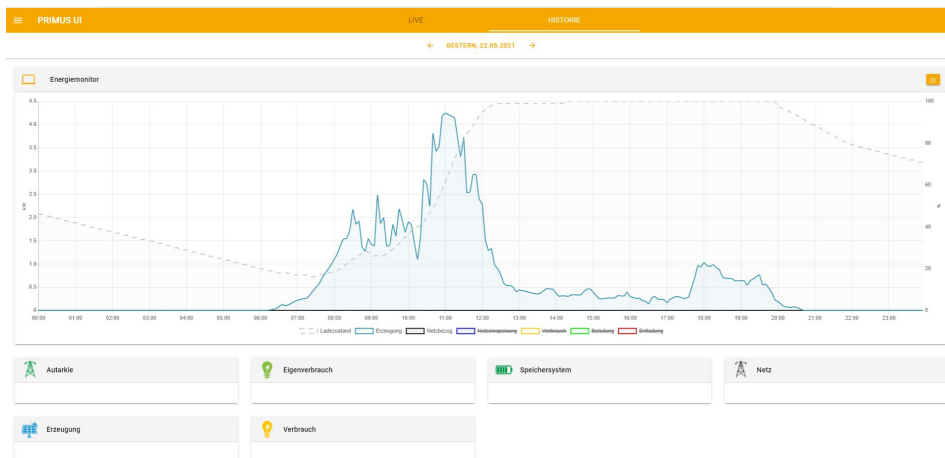 PRIMUS UI LIVE HISTORIE
GESTERN, 22.05.2021
Energiemonitor
4.5 100
4.0
3.5 80
3.0
2.5 60
kW %
2.0 40
1.5
1.0 20
0.5
0 0
00:00 01:00 02:00 03:00 04:00 05:00 06:00 07:00 08:00 09:00 10:00 11:00 12:00 13:00 14:00 15:00 16:00 17:00 18:00 19:00 20:00 21:00 22:00 23:00
Ladezustand Erzeugung Netzbezug Netzeinspeisung Verbrauch Beladung Entladung
Autarkie Eigenverbrauch Speichersystem Netz
Erzeugung Verbrauch